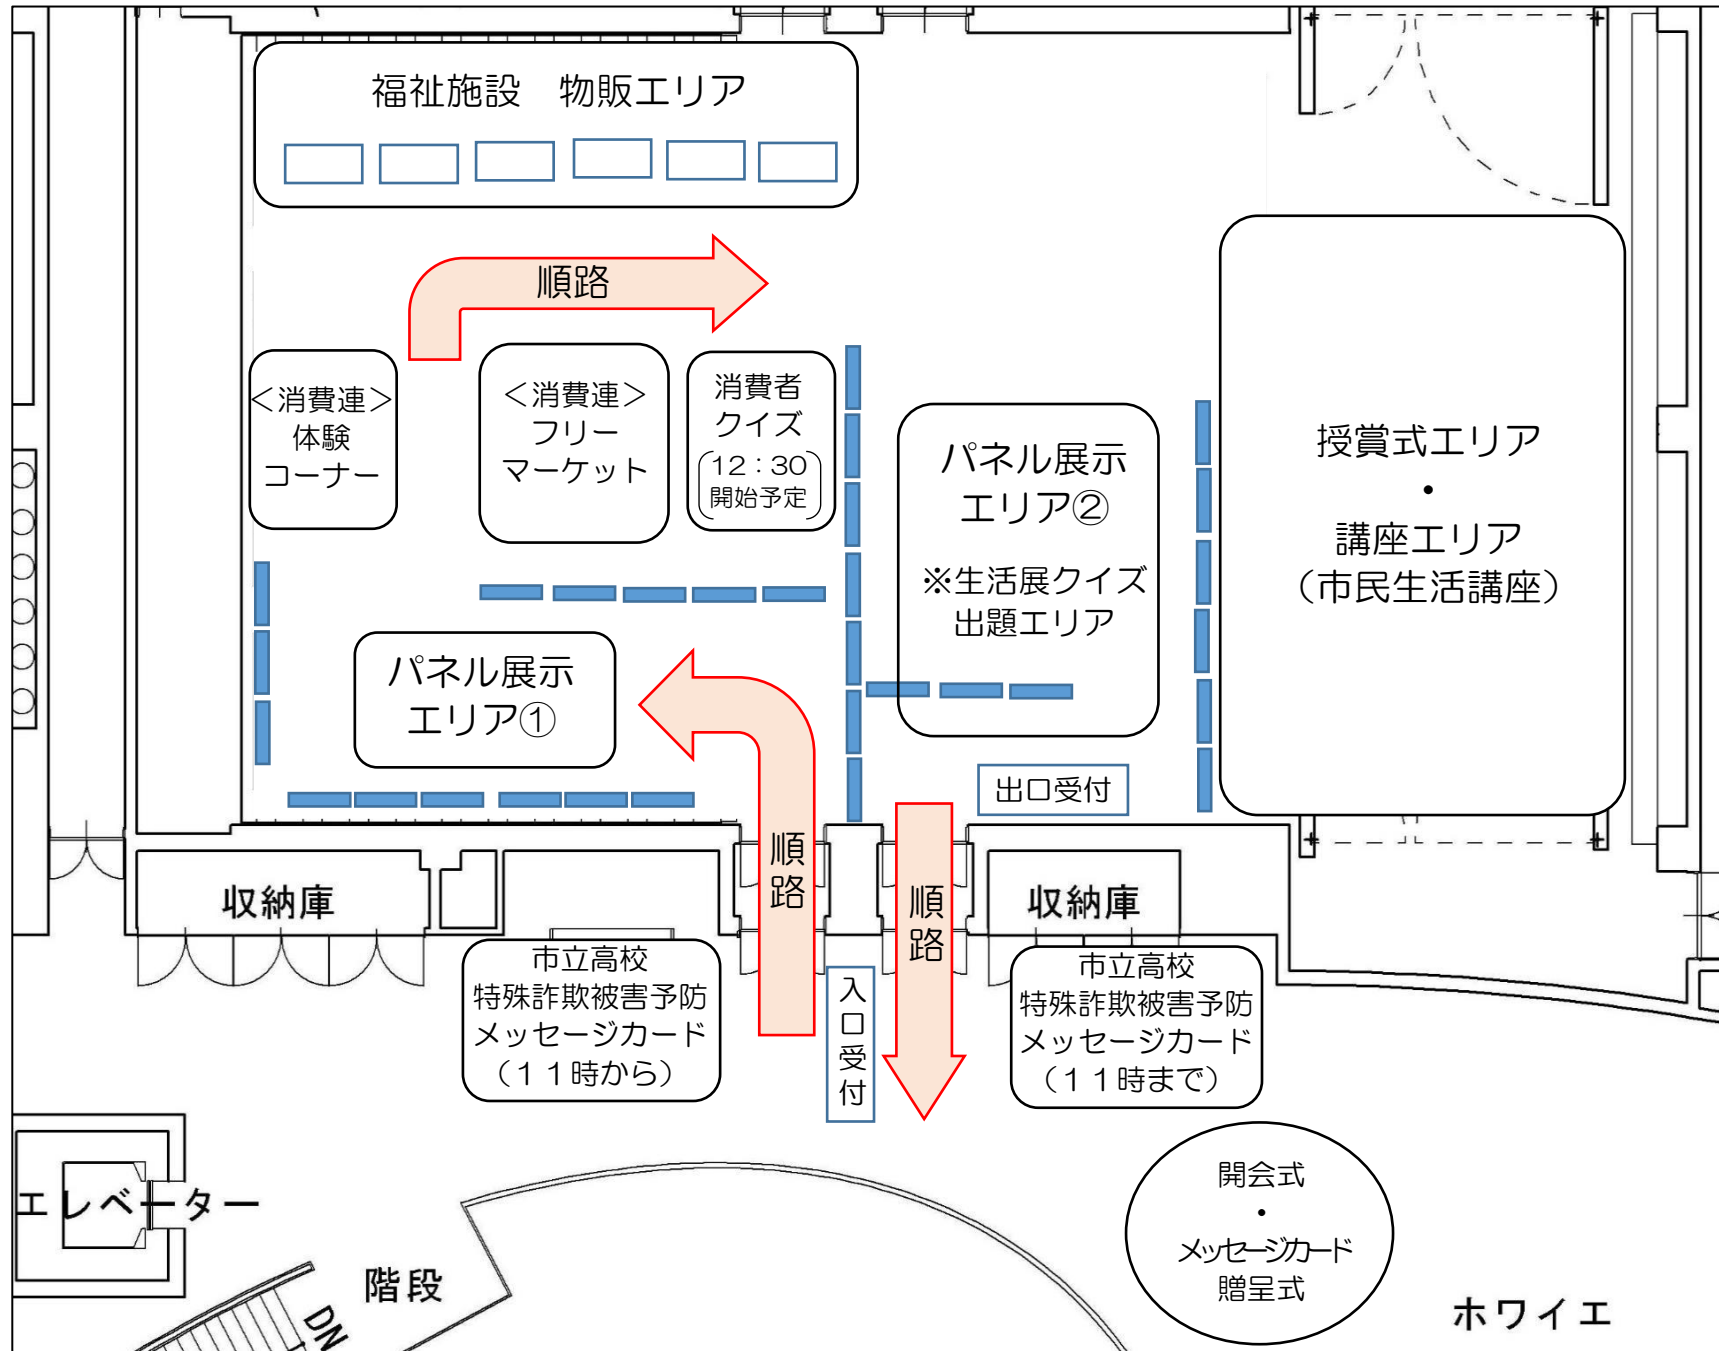 福祉施設　物販エリア
順路
＜消費連＞
体験
コーナー
＜消費連＞
フリー
マーケット
消費者
クイズ
（12：30
開始予定）
パネル展示
エリア②
※生活展クイズ
出題エリア
授賞式エリア
・
講座エリア
（市民生活講座）
パネル展示
エリア①
出口受付
順路
順路
収納庫
収納庫
市立高校
特殊詐欺被害予防
メッセージカード
（１１時から）
入口受付
市立高校
特殊詐欺被害予防
メッセージカード
（１１時まで）
開会式
・
メッセージカード
贈呈式
エレベーター
階段
DN
ホワイエ